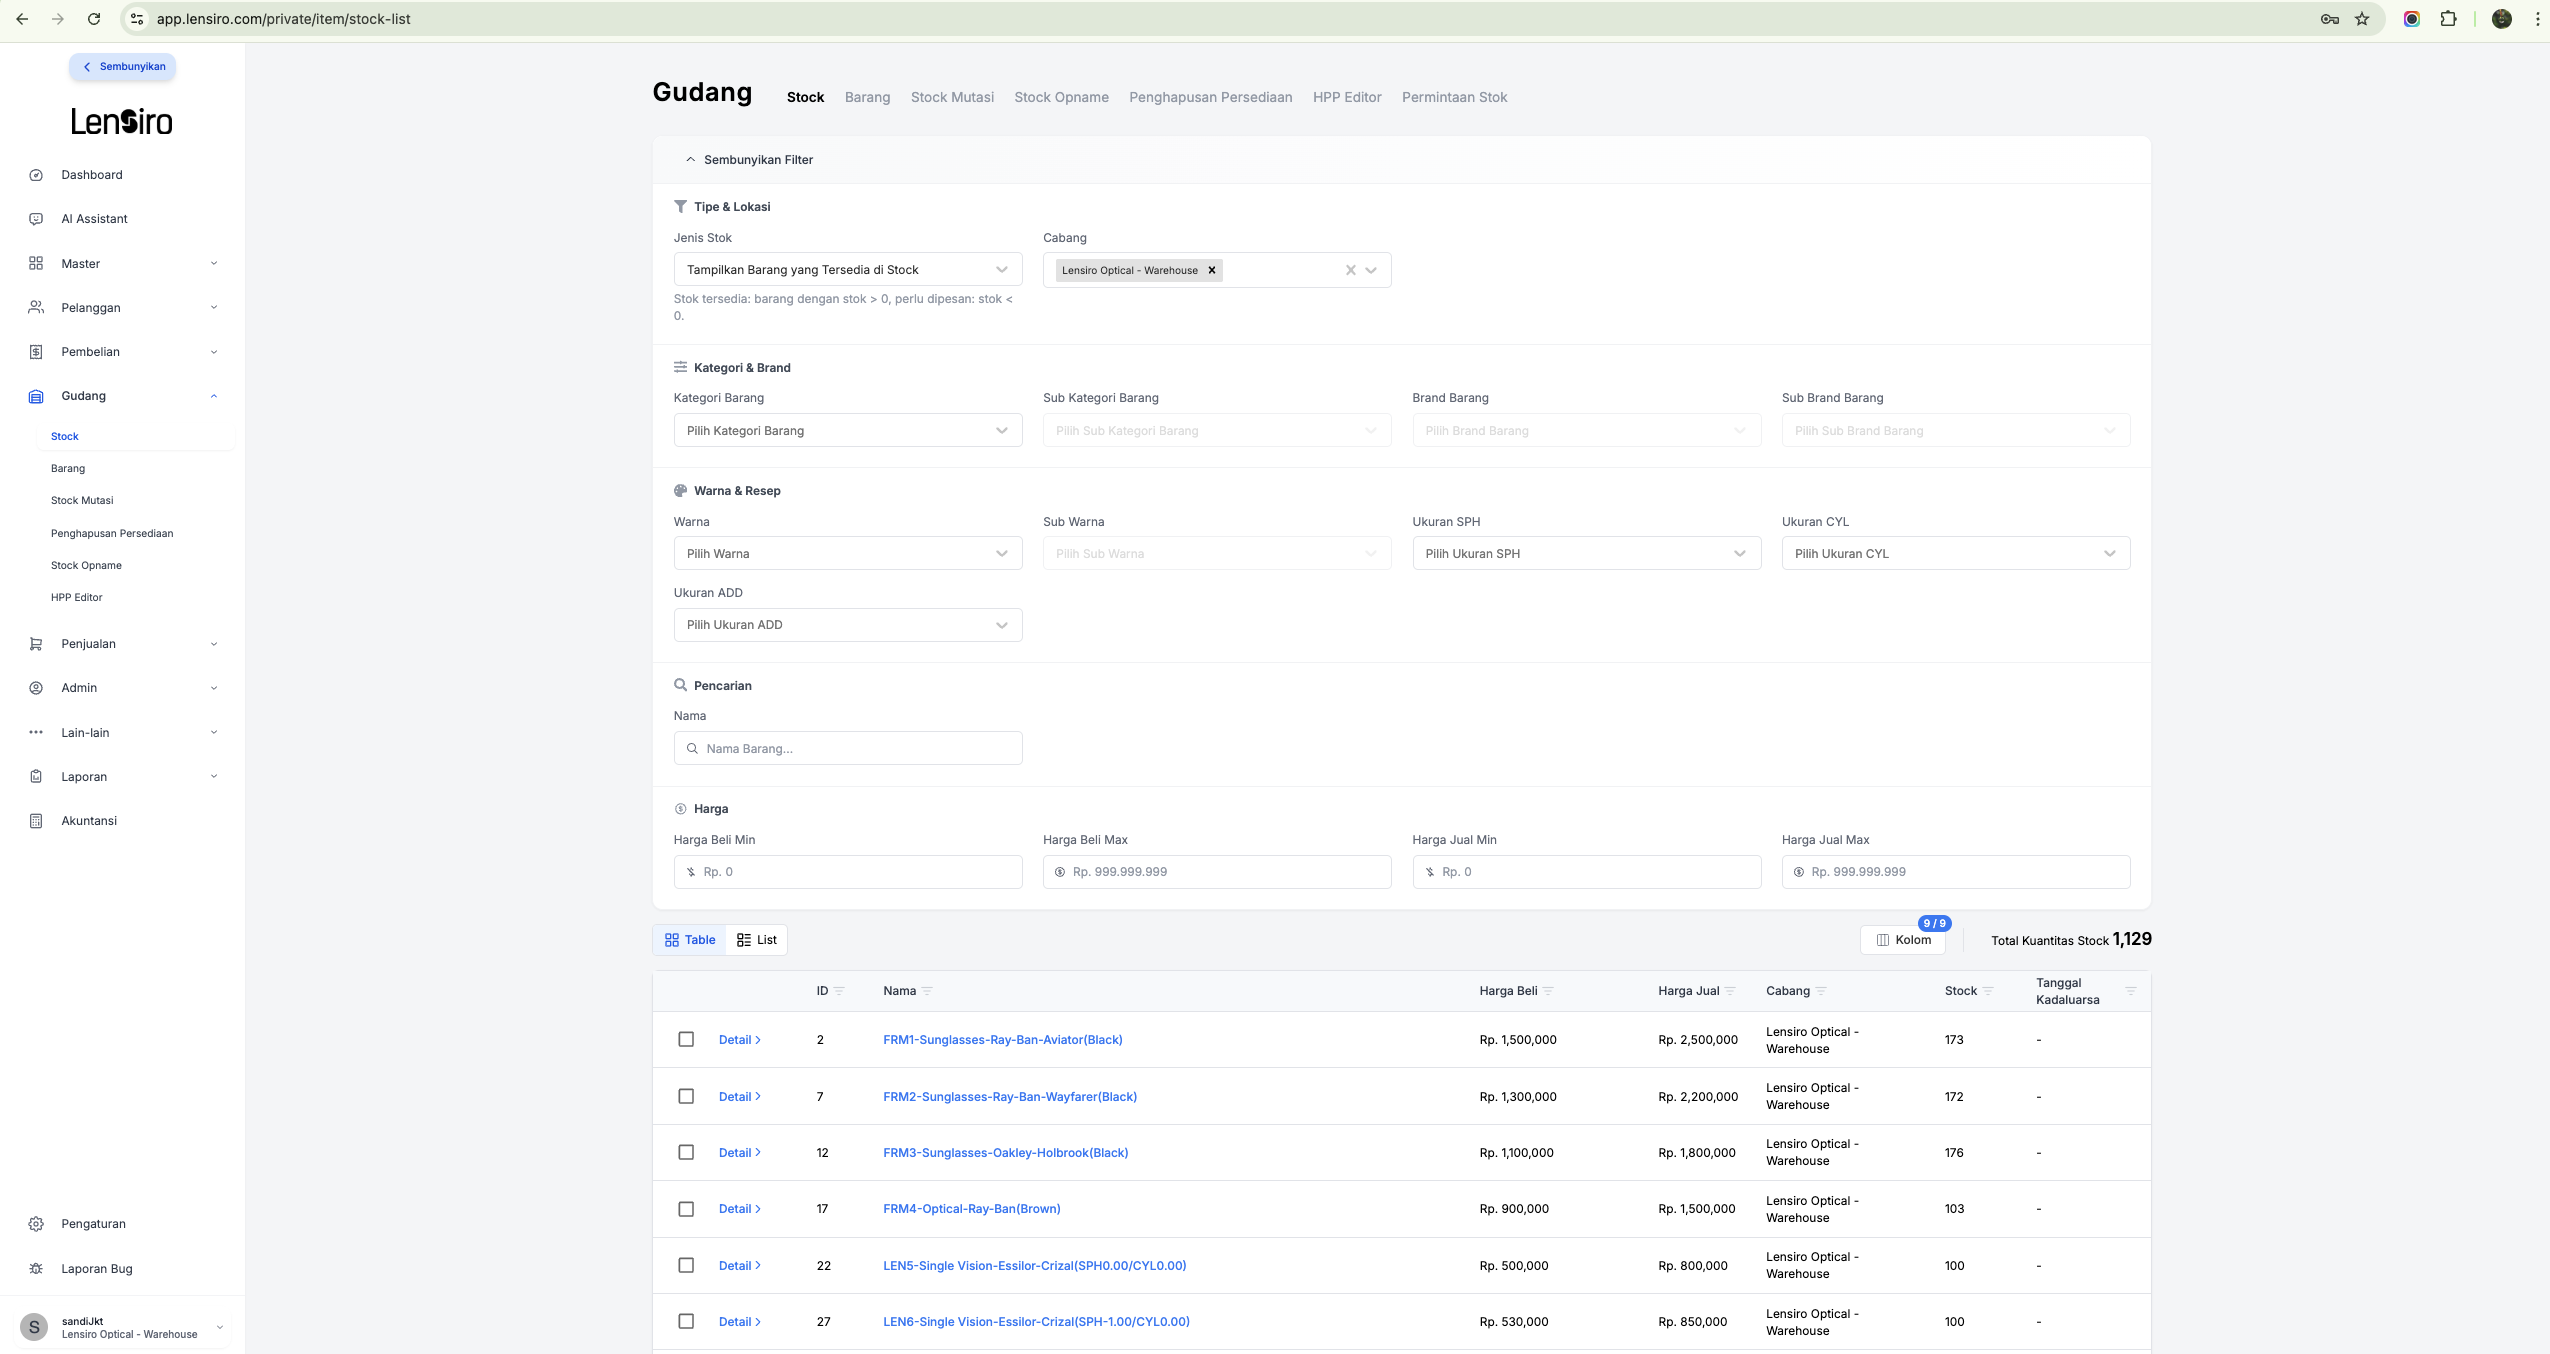 app.lensiro.com/private/item/stock-list
Sembunyikan
Lensiro
Dashboard
AI Assistant
Master
Pelanggan
Pembelian
Gudang
Stock
Barang
Stock Mutasi
Penghapusan Persediaan
Stock Opname
HPP Editor
Penjualan
Admin
Lain-lain
Laporan
Akuntansi
Pengaturan
Laporan Bug
S
sandiJkt
Lensiro Optical - Warehouse
Gudang Stock Barang Stock Mutasi Stock Opname Penghapusan Persediaan HPP Editor Permintaan Stok
Sembunyikan Filter
Tipe & Lokasi
Jenis Stok Cabang
Tampilkan Barang yang Tersedia di Stock Lensiro Optical - Warehouse
Stok tersedia: barang dengan stok > 0, perlu dipesan: stok <
0.
Kategori & Brand
Kategori Barang Sub Kategori Barang Brand Barang Sub Brand Barang
Pilih Kategori Barang Pilih Sub Kategori Barang Pilih Brand Barang Pilih Sub Brand Barang
Warna & Resep
Warna Sub Warna Ukuran SPH Ukuran CYL
Pilih Warna Pilih Sub Warna Pilih Ukuran SPH Pilih Ukuran CYL
Ukuran ADD
Pilih Ukuran ADD
Pencarian
Nama
Nama Barang...
Harga
Harga Beli Min Harga Beli Max Harga Jual Min Harga Jual Max
Rp. 0 Rp. 999.999.999 Rp. 0 Rp. 999.999.999
9 / 9
Table List Kolom Total Kuantitas Stock 1,129
ID Nama Harga Beli Harga Jual Cabang Stock Tanggal
Kadaluarsa
Detail 2 FRM1-Sunglasses-Ray-Ban-Aviator(Black) Rp. 1,500,000 Rp. 2,500,000 Lensiro Optical -
Warehouse 173 -
Detail 7 FRM2-Sunglasses-Ray-Ban-Wayfarer(Black) Rp. 1,300,000 Rp. 2,200,000 Lensiro Optical -
Warehouse 172 -
Detail 12 FRM3-Sunglasses-Oakley-Holbrook(Black) Rp. 1,100,000 Rp. 1,800,000 Lensiro Optical -
Warehouse 176 -
Detail 17 FRM4-Optical-Ray-Ban(Brown) Rp. 900,000 Rp. 1,500,000 Lensiro Optical -
Warehouse 103 -
Detail 22 LEN5-Single Vision-Essilor-Crizal(SPH0.00/CYL0.00) Rp. 500,000 Rp. 800,000 Lensiro Optical -
Warehouse 100 -
Detail 27 LEN6-Single Vision-Essilor-Crizal(SPH-1.00/CYL0.00) Rp. 530,000 Rp. 850,000 Lensiro Optical -
Warehouse 100 -